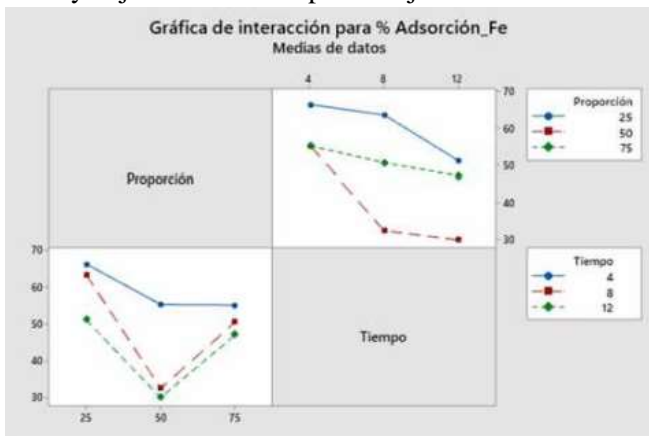 Gráfica de interacción para % Adsorción_Fe
Medias de datos
4 8 12
70
60
50
40
30
Proporción
25
50
75
Proporción
70
60
50
40
30
Tiempo
Tiempo
4
8
12
25 50 75